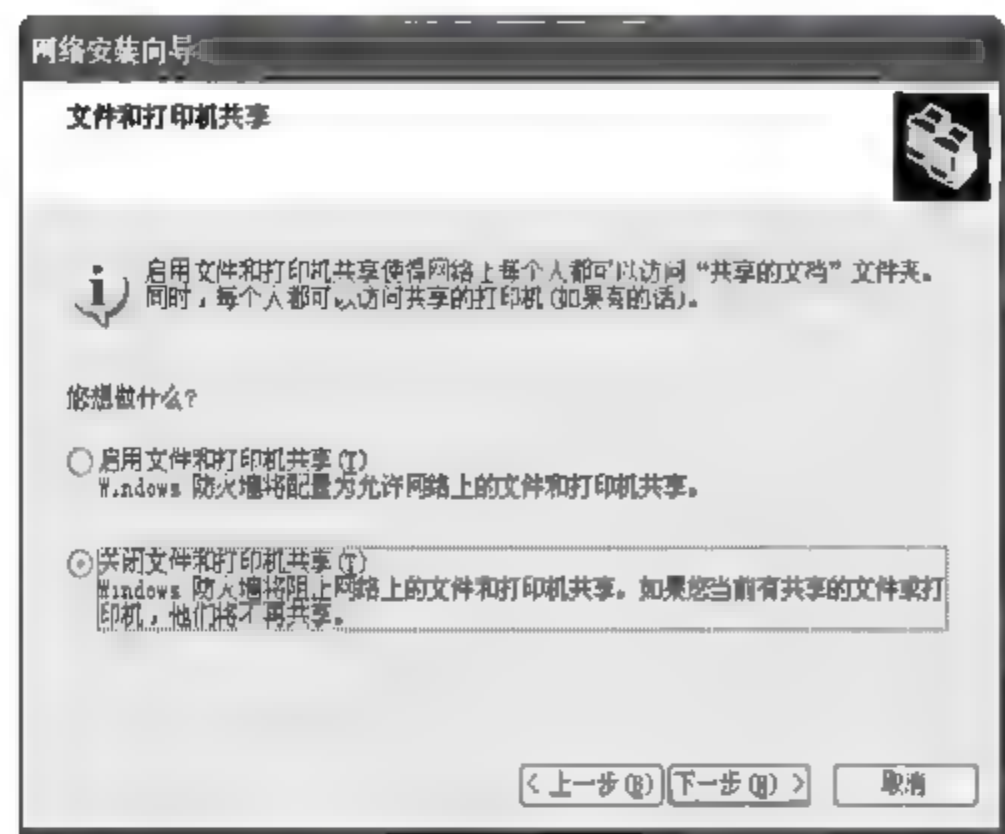 网络安装向导
文件和打印机共享
启用文件和打印机共享使得网络上每个人都可以访问“共享的文档”文件夹。
同时，每个人都可以访问共享的打印机(如果有的话)。
您想做什么?
启用文件和打印机共享(T)
Windows 防火墙将配置为允许网络上的文件和打印机共享。
关闭文件和打印机共享(T)
Windows 防火墙将阻止网络上的文件和打印机共享。如果您当前有共享的文件或打
印机，他们将不再共享。
< 上一步(B) 下一步(N) > 取消